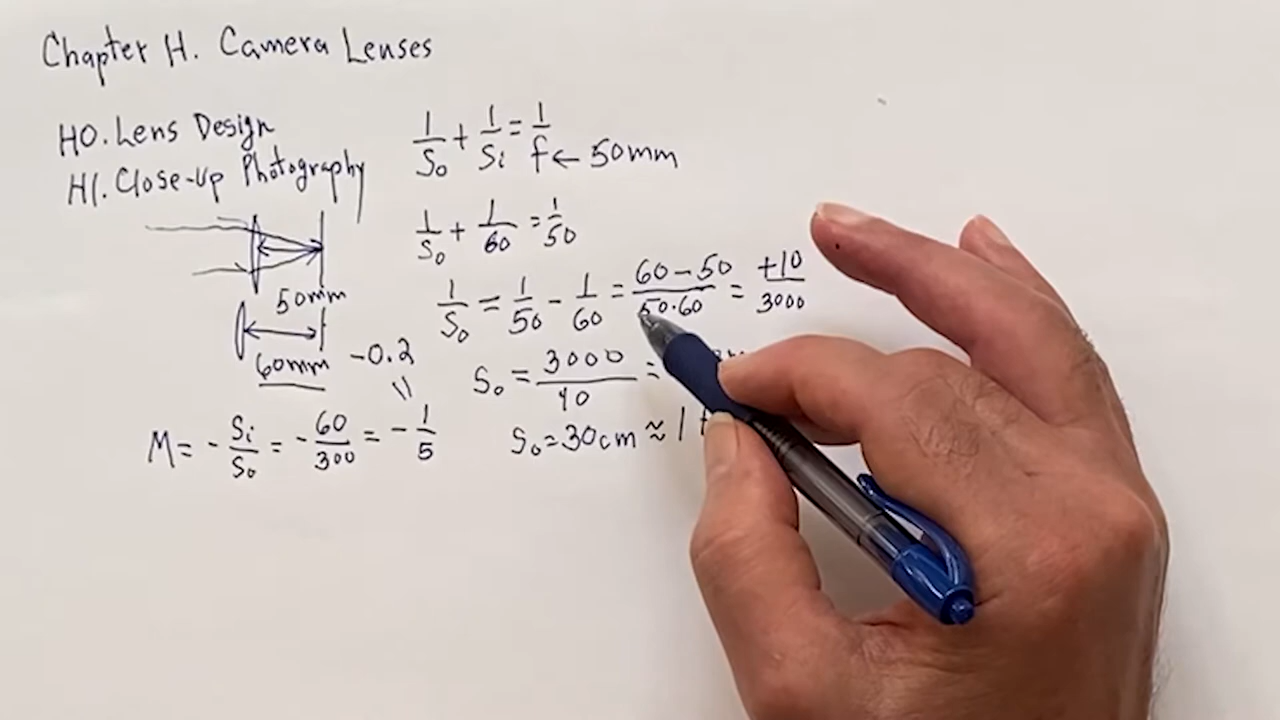 Chapter H. Camera Lenses
H0. Lens Design
H1. Close-Up Photography
50mm
60mm
1/So + 1/Si = 1/f ← 50mm
1/So + 1/60 = 1/50
1/So = 1/50 - 1/60 = 60-50/50·60 = +10/3000
So = 3000/10 =
So=30cm ≈ 1
-0.2
=
M = - Si/So = - 60/300 = - 1/5